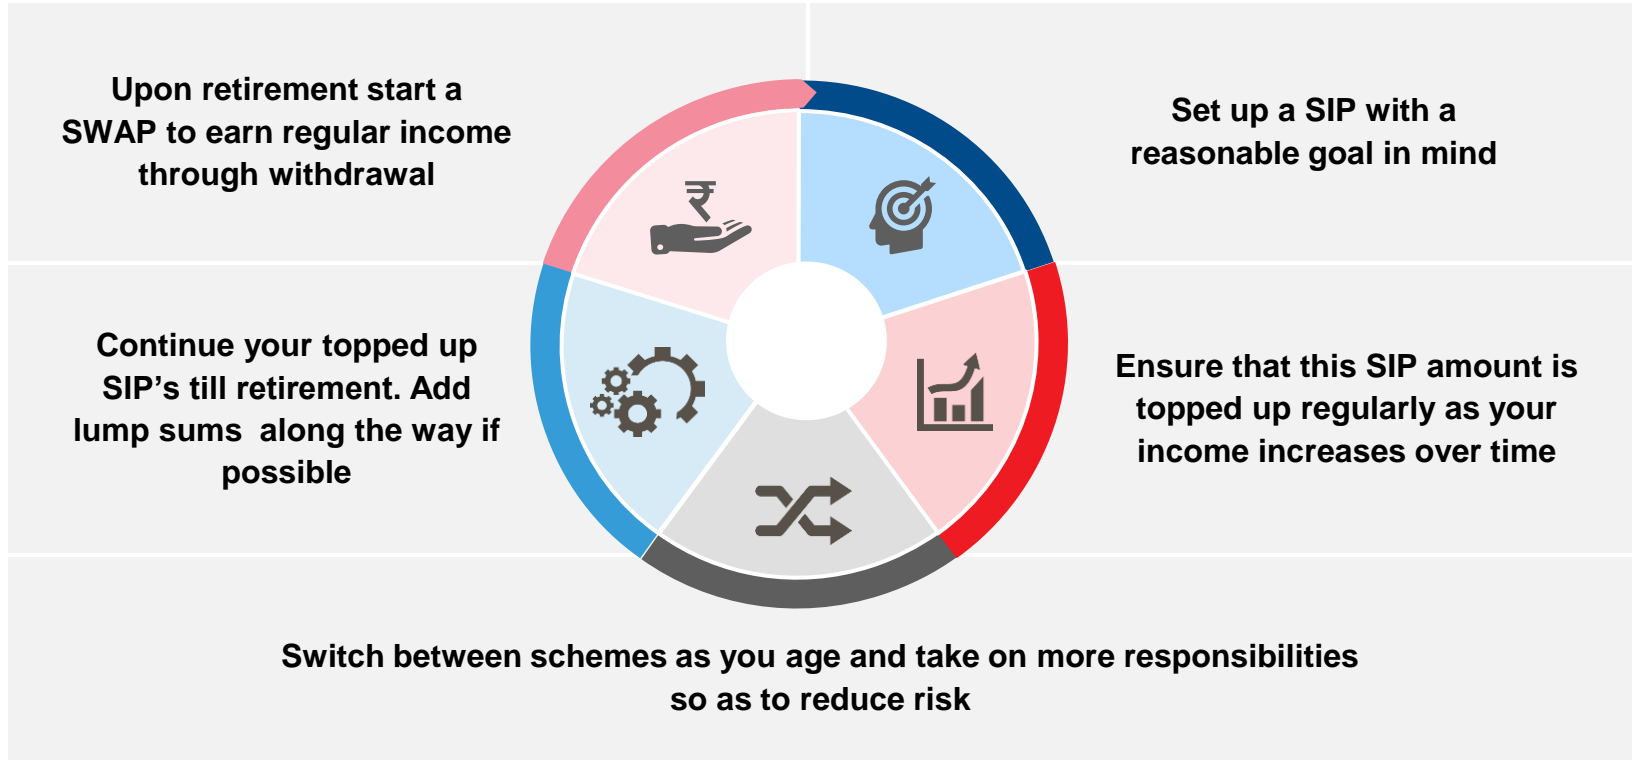 Upon retirement start a
SWAP to earn regular income
through withdrawal
Set up a SIP with a
reasonable goal in mind
Continue your topped up
SIP’s till retirement. Add
lump sums  along the way if
possible
Ensure that this SIP amount is
topped up regularly as your
income increases over time
Switch between schemes as you age and take on more responsibilities
so as to reduce risk
₹